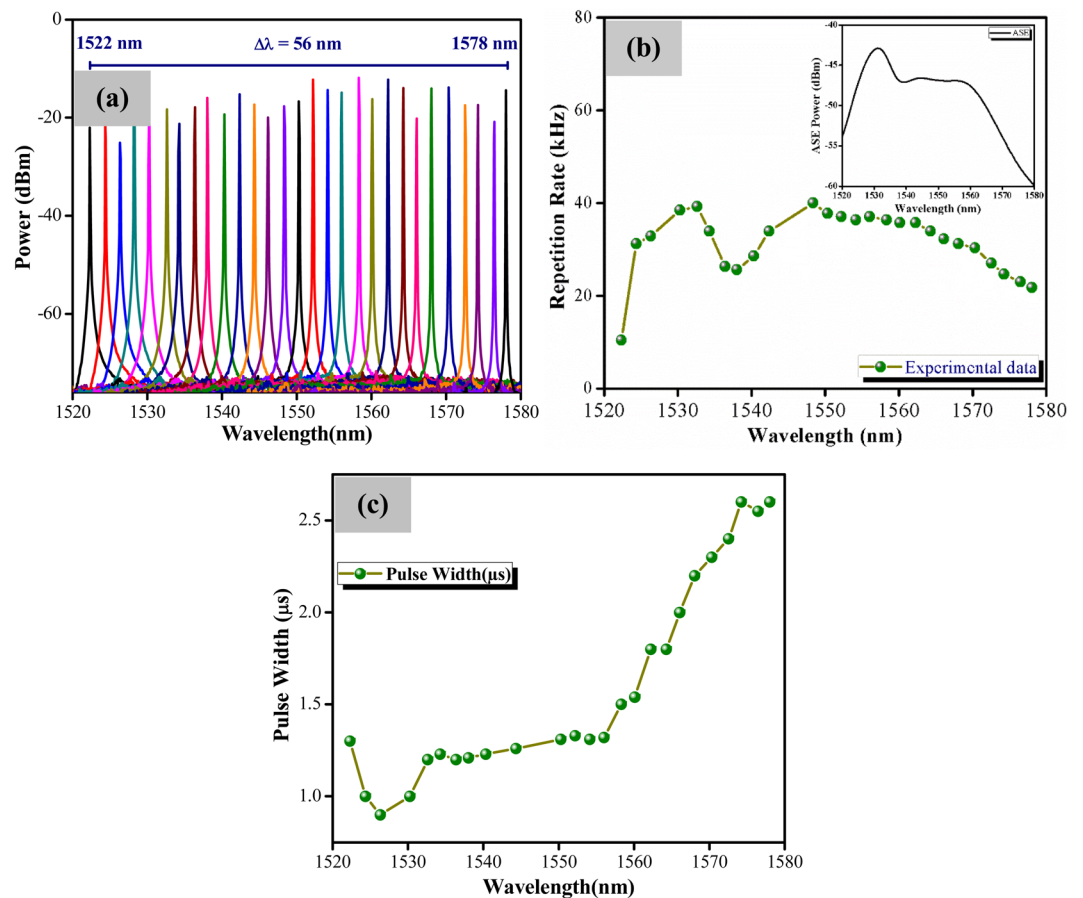 (a)
1522 nm
Δλ = 56 nm
1578 nm
0
-20
-40
-60
Power (dBm)
1520 1530 1540 1550 1560 1570 1580
Wavelength(nm)
(b)
80
60
40
20
0
Repetition Rate (kHz)
1520 1530 1540 1550 1560 1570 1580
Wavelength (nm)
Experimental data
ASE
-40
-45
-50
-55
-60
ASE Power (dBm)
1520 1530 1540 1550 1560 1570 1580
Wavelength (nm)
(c)
Pulse Width(μs)
2.5
2.0
1.5
1.0
Pulse Width (μs)
1520 1530 1540 1550 1560 1570 1580
Wavelength(nm)